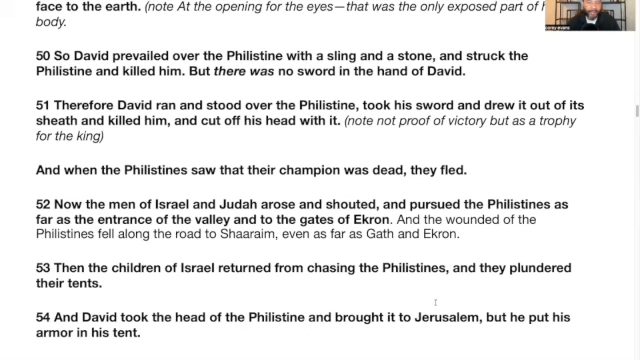 face to the earth. (note At the opening for the eyes—that was the only exposed part of
body.
50 So David prevailed over the Philistine with a sling and a stone, and struck the
Philistine and killed him. But there was no sword in the hand of David.
51 Therefore David ran and stood over the Philistine, took his sword and drew it out of its
sheath and killed him, and cut off his head with it. (note not proof of victory but as a trophy
for the king)
And when the Philistines saw that their champion was dead, they fled.
52 Now the men of Israel and Judah arose and shouted, and pursued the Philistines as
far as the entrance of the valley and to the gates of Ekron. And the wounded of the
Philistines fell along the road to Shaaraim, even as far as Gath and Ekron.
53 Then the children of Israel returned from chasing the Philistines, and they plundered
their tents.
54 And David took the head of the Philistine and brought it to Jerusalem, but he put his
armor in his tent.